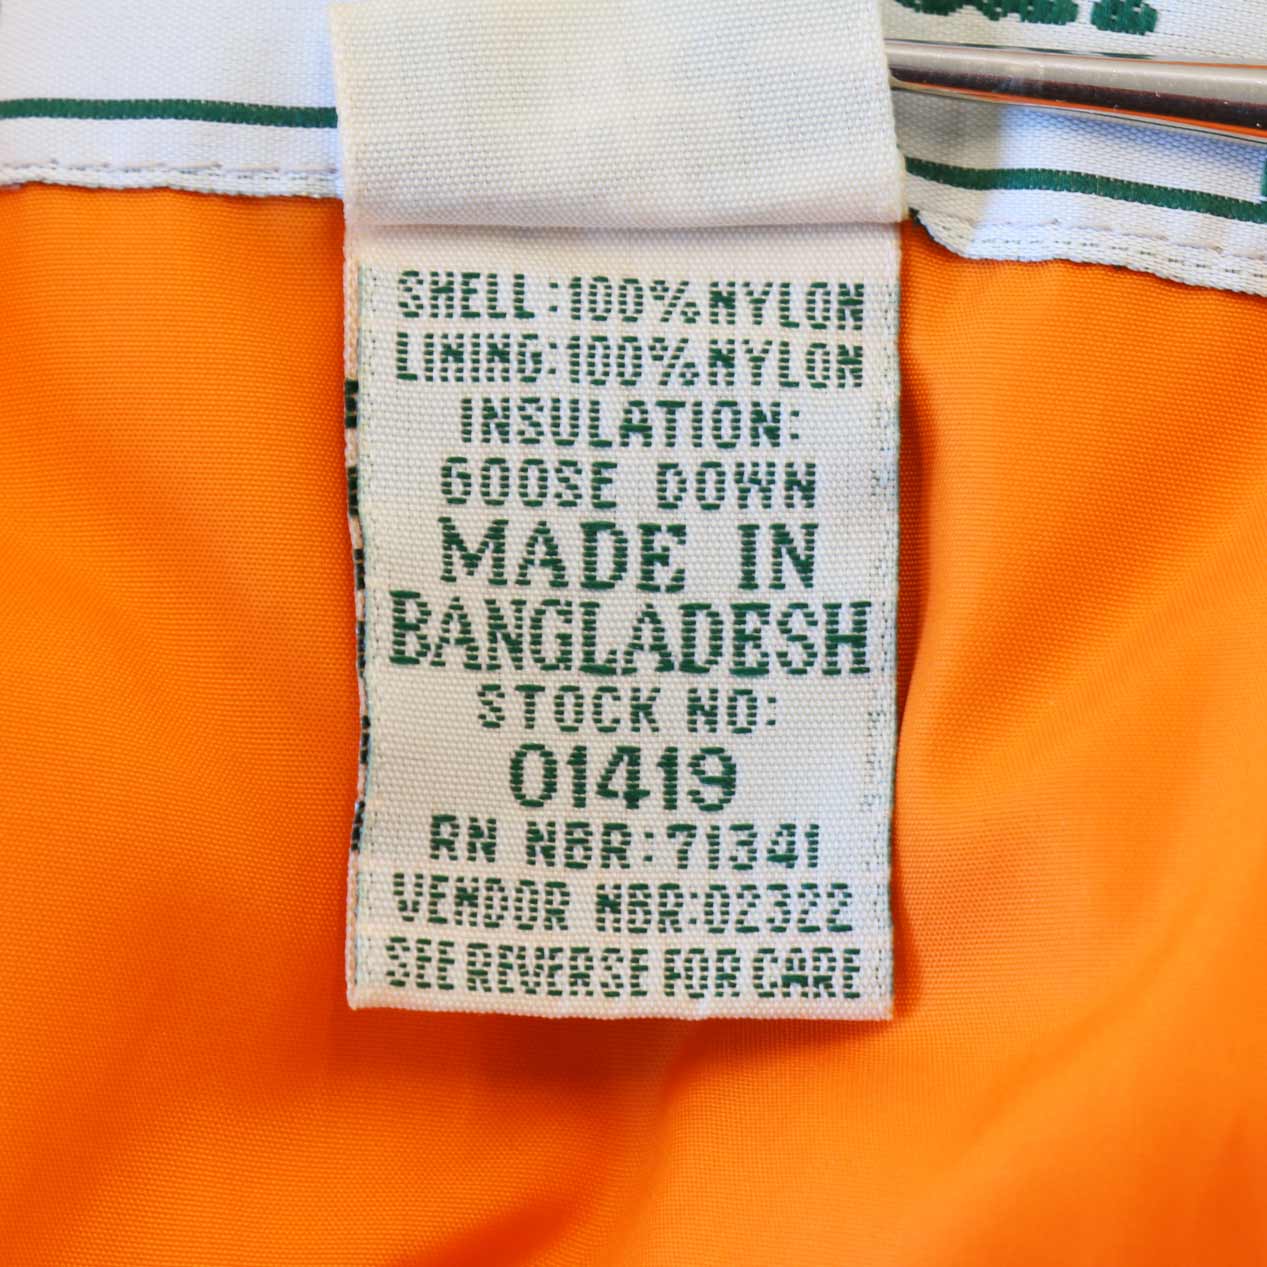 SHELL:100%NYLON
LINING:100%NYLON
INSULATION:
GOOSE DOWN
MADE IN
BANGLADESH
STOCK NO:
01419
RN NBR:71341
VENDOR NBR:02322
SEE REVERSE FOR CARE